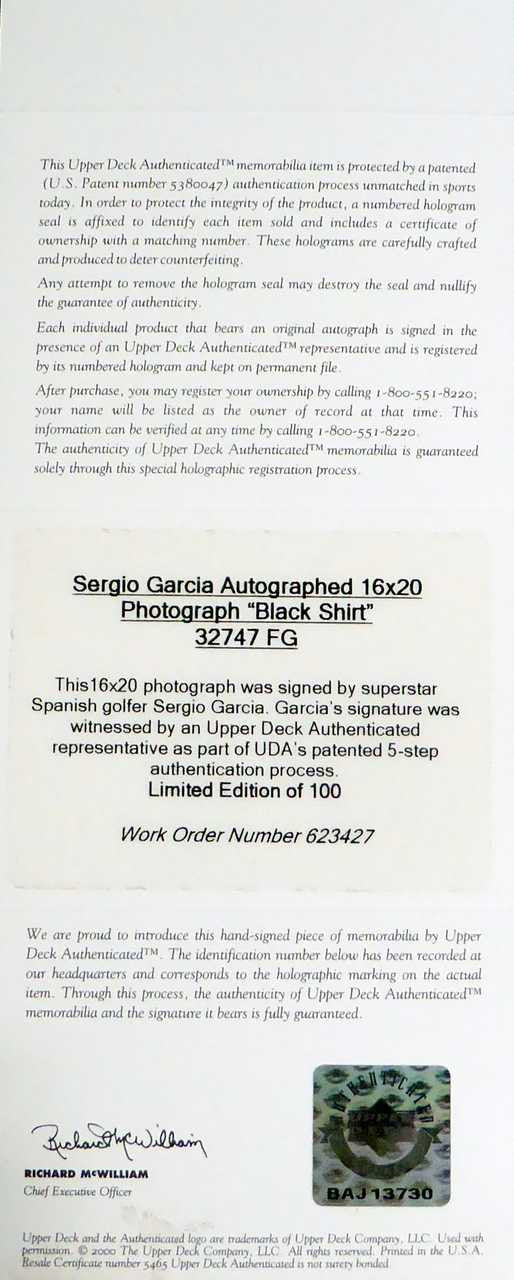 This Upper Deck Authenticated™ memorabilia item is protected by a patented
(U.S. Patent number 5380047) authentication process unmatched in sports
today. In order to protect the integrity of the product, a numbered hologram
seal is affixed to identify each item sold and includes a certificate of
ownership with a matching number. These holograms are carefully crafted
and produced to deter counterfeiting.
Any attempt to remove the hologram seal may destroy the seal and nullify
the guarantee of authenticity.
Each individual product that bears an original autograph is signed in the
presence of an Upper Deck Authenticated™ representative and is registered
by its numbered hologram and kept on permanent file.
After purchase, you may register your ownership by calling 1-800-551-8220;
your name will be listed as the owner of record at that time. This
information can be verified at any time by calling 1-800-551-8220.
The authenticity of Upper Deck Authenticated™ memorabilia is guaranteed
solely through this special holographic registration process.
Sergio Garcia Autographed 16x20
Photograph “Black Shirt”
32747 FG
This16x20 photograph was signed by superstar
Spanish golfer Sergio Garcia. Garcia's signature was
witnessed by an Upper Deck Authenticated
representative as part of UDA's patented 5-step
authentication process.
Limited Edition of 100
Work Order Number 623427
We are proud to introduce this hand-signed piece of memorabilia by Upper
Deck Authenticated™. The identification number below has been recorded at
our headquarters and corresponds to the holographic marking on the actual
item. Through this process, the authenticity of Upper Deck Authenticated™
memorabilia and the signature it bears is fully guaranteed.
AUTHENTICATED
UPPER
DECK
BAJ13730
Richard McWilliam
RICHARD McWILLIAM
Chief Executive Officer
Upper Deck and the Authenticated logo are trademarks of Upper Deck Company, LLC. Used with
permission. © 2000 The Upper Deck Company, LLC. All rights reserved. Printed in the U.S.A.
Resale Certificate number 5465 Upper Deck Authenticated is not surety bonded